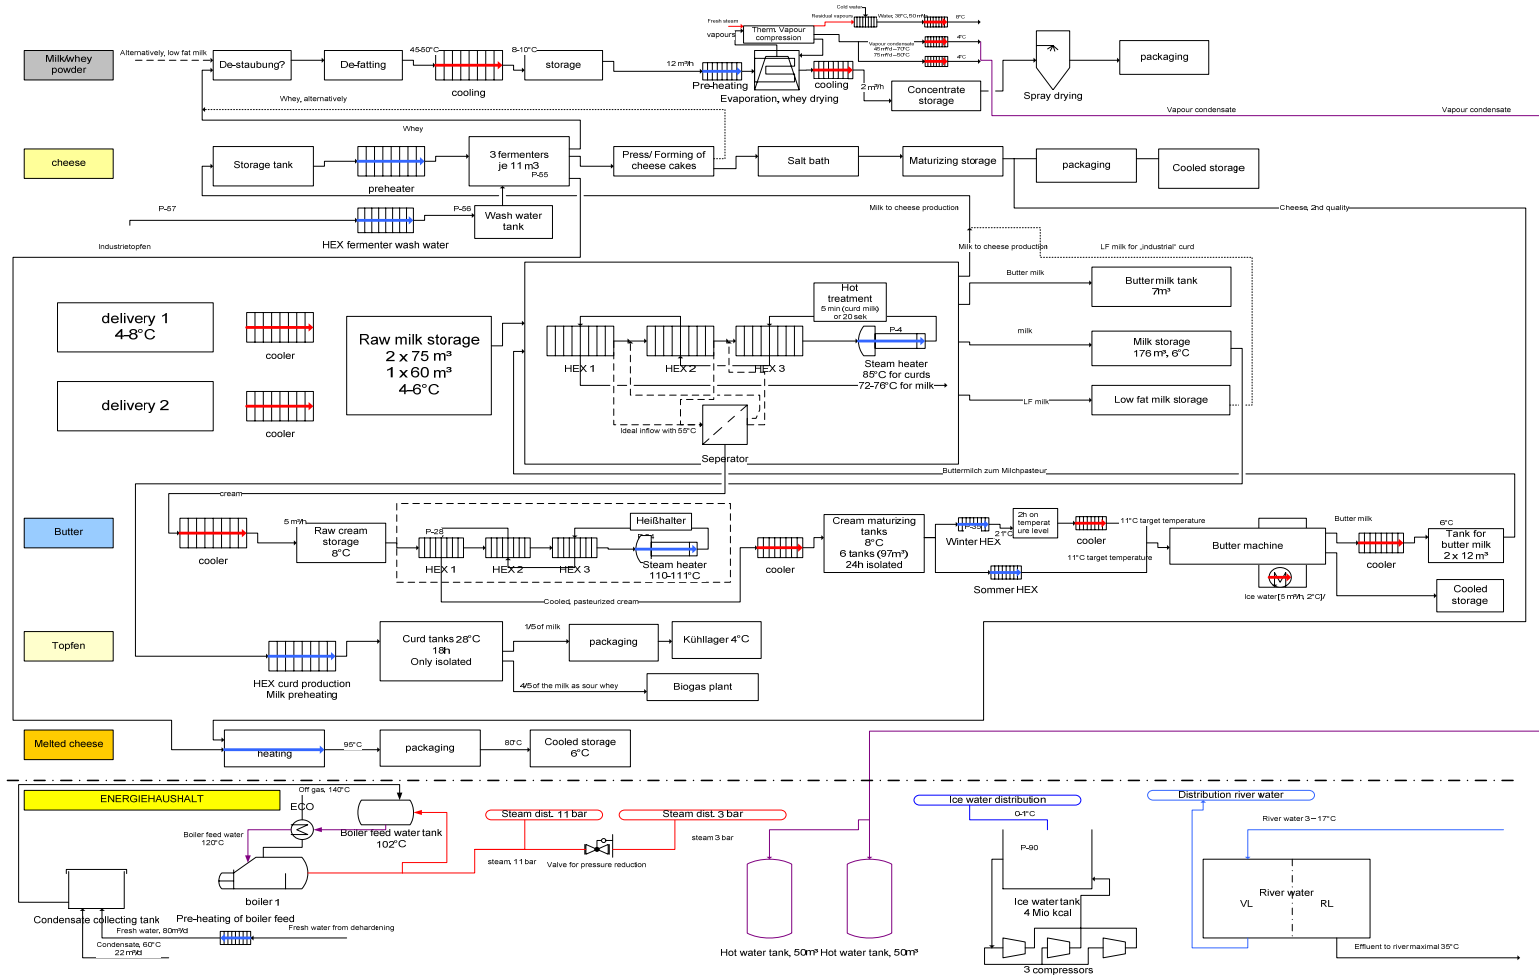 Cold water
Fresh steam
Residual vapours
Water, 38°C, 50m³/h
8°C
Therm. Vapour
compression
vapours
Vapour condensate
45m³/d –70°C
75m³/d –50°C
4°C
4°C
Milk/whey
powder
Alternatively, low fat milk
De-staubung?
De-fatting
45-50°C
cooling
8-10°C
storage
12 m³/h
Pre-heating
Evaporation, whey drying
cooling
2 m³/h
Concentrate
storage
Spray drying
packaging
Vapour condensate
Vapour condensate
Whey, alternatively
Whey
cheese
Storage tank
preheater
3 fermenters
je 11 m3
P-55
Press/ Forming of
cheese cakes
Salt bath
Maturizing storage
packaging
Cooled storage
P-57
P-56
Wash water
tank
HEX fermenter wash water
Industrietopfen
Milk to cheese production
Cheese, 2nd quality
Milk to cheese production
LF milk for „industrial“ curd
delivery 1
4-8°C
cooler
delivery 2
cooler
Raw milk storage
2 x 75 m³
1 x 60 m³
4-6°C
Hot
treatment
5 min (curd milk)
or 20 sek
P-4
HEX 1
HEX 2
HEX 3
Steam heater
85°C for curds
72-76°C for milk
Ideal inflow with 55°C
Seperator
Butter milk
Butter milk tank
7m³
milk
Milk storage
176 m³, 6°C
LF milk
Low fat milk storage
Buttermilch zum Milchpasteur
cream
Butter
cooler
5 m³/h
Raw cream
storage
8°C
P-28
HEX 1
HEX 2
HEX 3
Heißhalter
Steam heater
110-111°C
Cooled, pasteurized cream
cooler
Cream maturizing
tanks
8°C
6 tanks (97m³)
24h isolated
Winter HEX
21°C
2h on
temperat
ure level
cooler
11°C target temperature
11°C target temperature
Sommer HEX
Butter machine
Ice water[5 m³/h, 2°C]/
Butter milk
cooler
6°C
Tank for
butter milk
2 x 12 m³
Cooled
storage
Topfen
HEX curd production
Milk preheating
Curd tanks 28°C
18h
Only isolated
1/5 of milk
packaging
Kühllager 4°C
4/5 of the milk as sour whey
Biogas plant
Melted cheese
heating
95°C
packaging
80°C
Cooled storage
6°C
ENERGIEHAUSHALT
Off gas, 140°C
ECO
Boiler feed water
120°C
Boiler feed water tank
102°C
boiler 1
Condensate collecting tank
Pre-heating of boiler feed
Fresh water, 80m³/d
Fresh water from dehardening
Condensate, 60°C
22 m³/d
Steam dist. 11 bar
Steam dist. 3 bar
steam, 11 bar
Valve for pressure reduction
steam 3 bar
Hot water tank, 50m³
Hot water tank, 50m³
Ice water distribution
0-1°C
P-90
Ice water tank
4 Mio kcal
3 compressors
Distribution river water
River water 3 – 17°C
River water
VL
RL
Effluent to river maximal 35°C